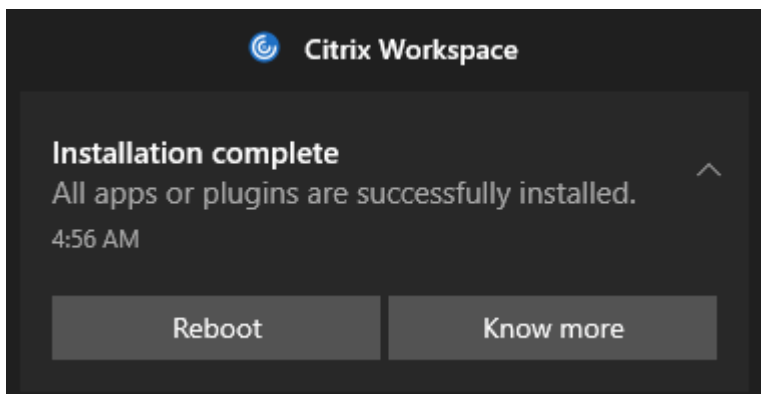 Citrix Workspace
Installation complete
All apps or plugins are successfully installed.
4:56 AM
Reboot
Know more